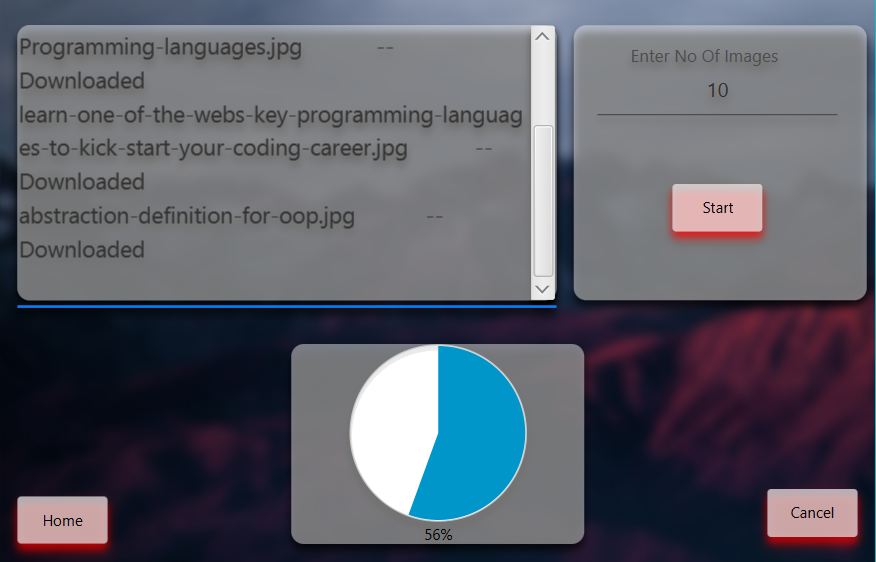 Programming-languages.jpg --
Downloaded
learn-one-of-the-webs-key-programming-languag
es-to-kick-start-your-coding-career.jpg --
Downloaded
abstraction-definition-for-oop.jpg --
Downloaded
Enter No Of Images
10
Start
56%
Home
Cancel